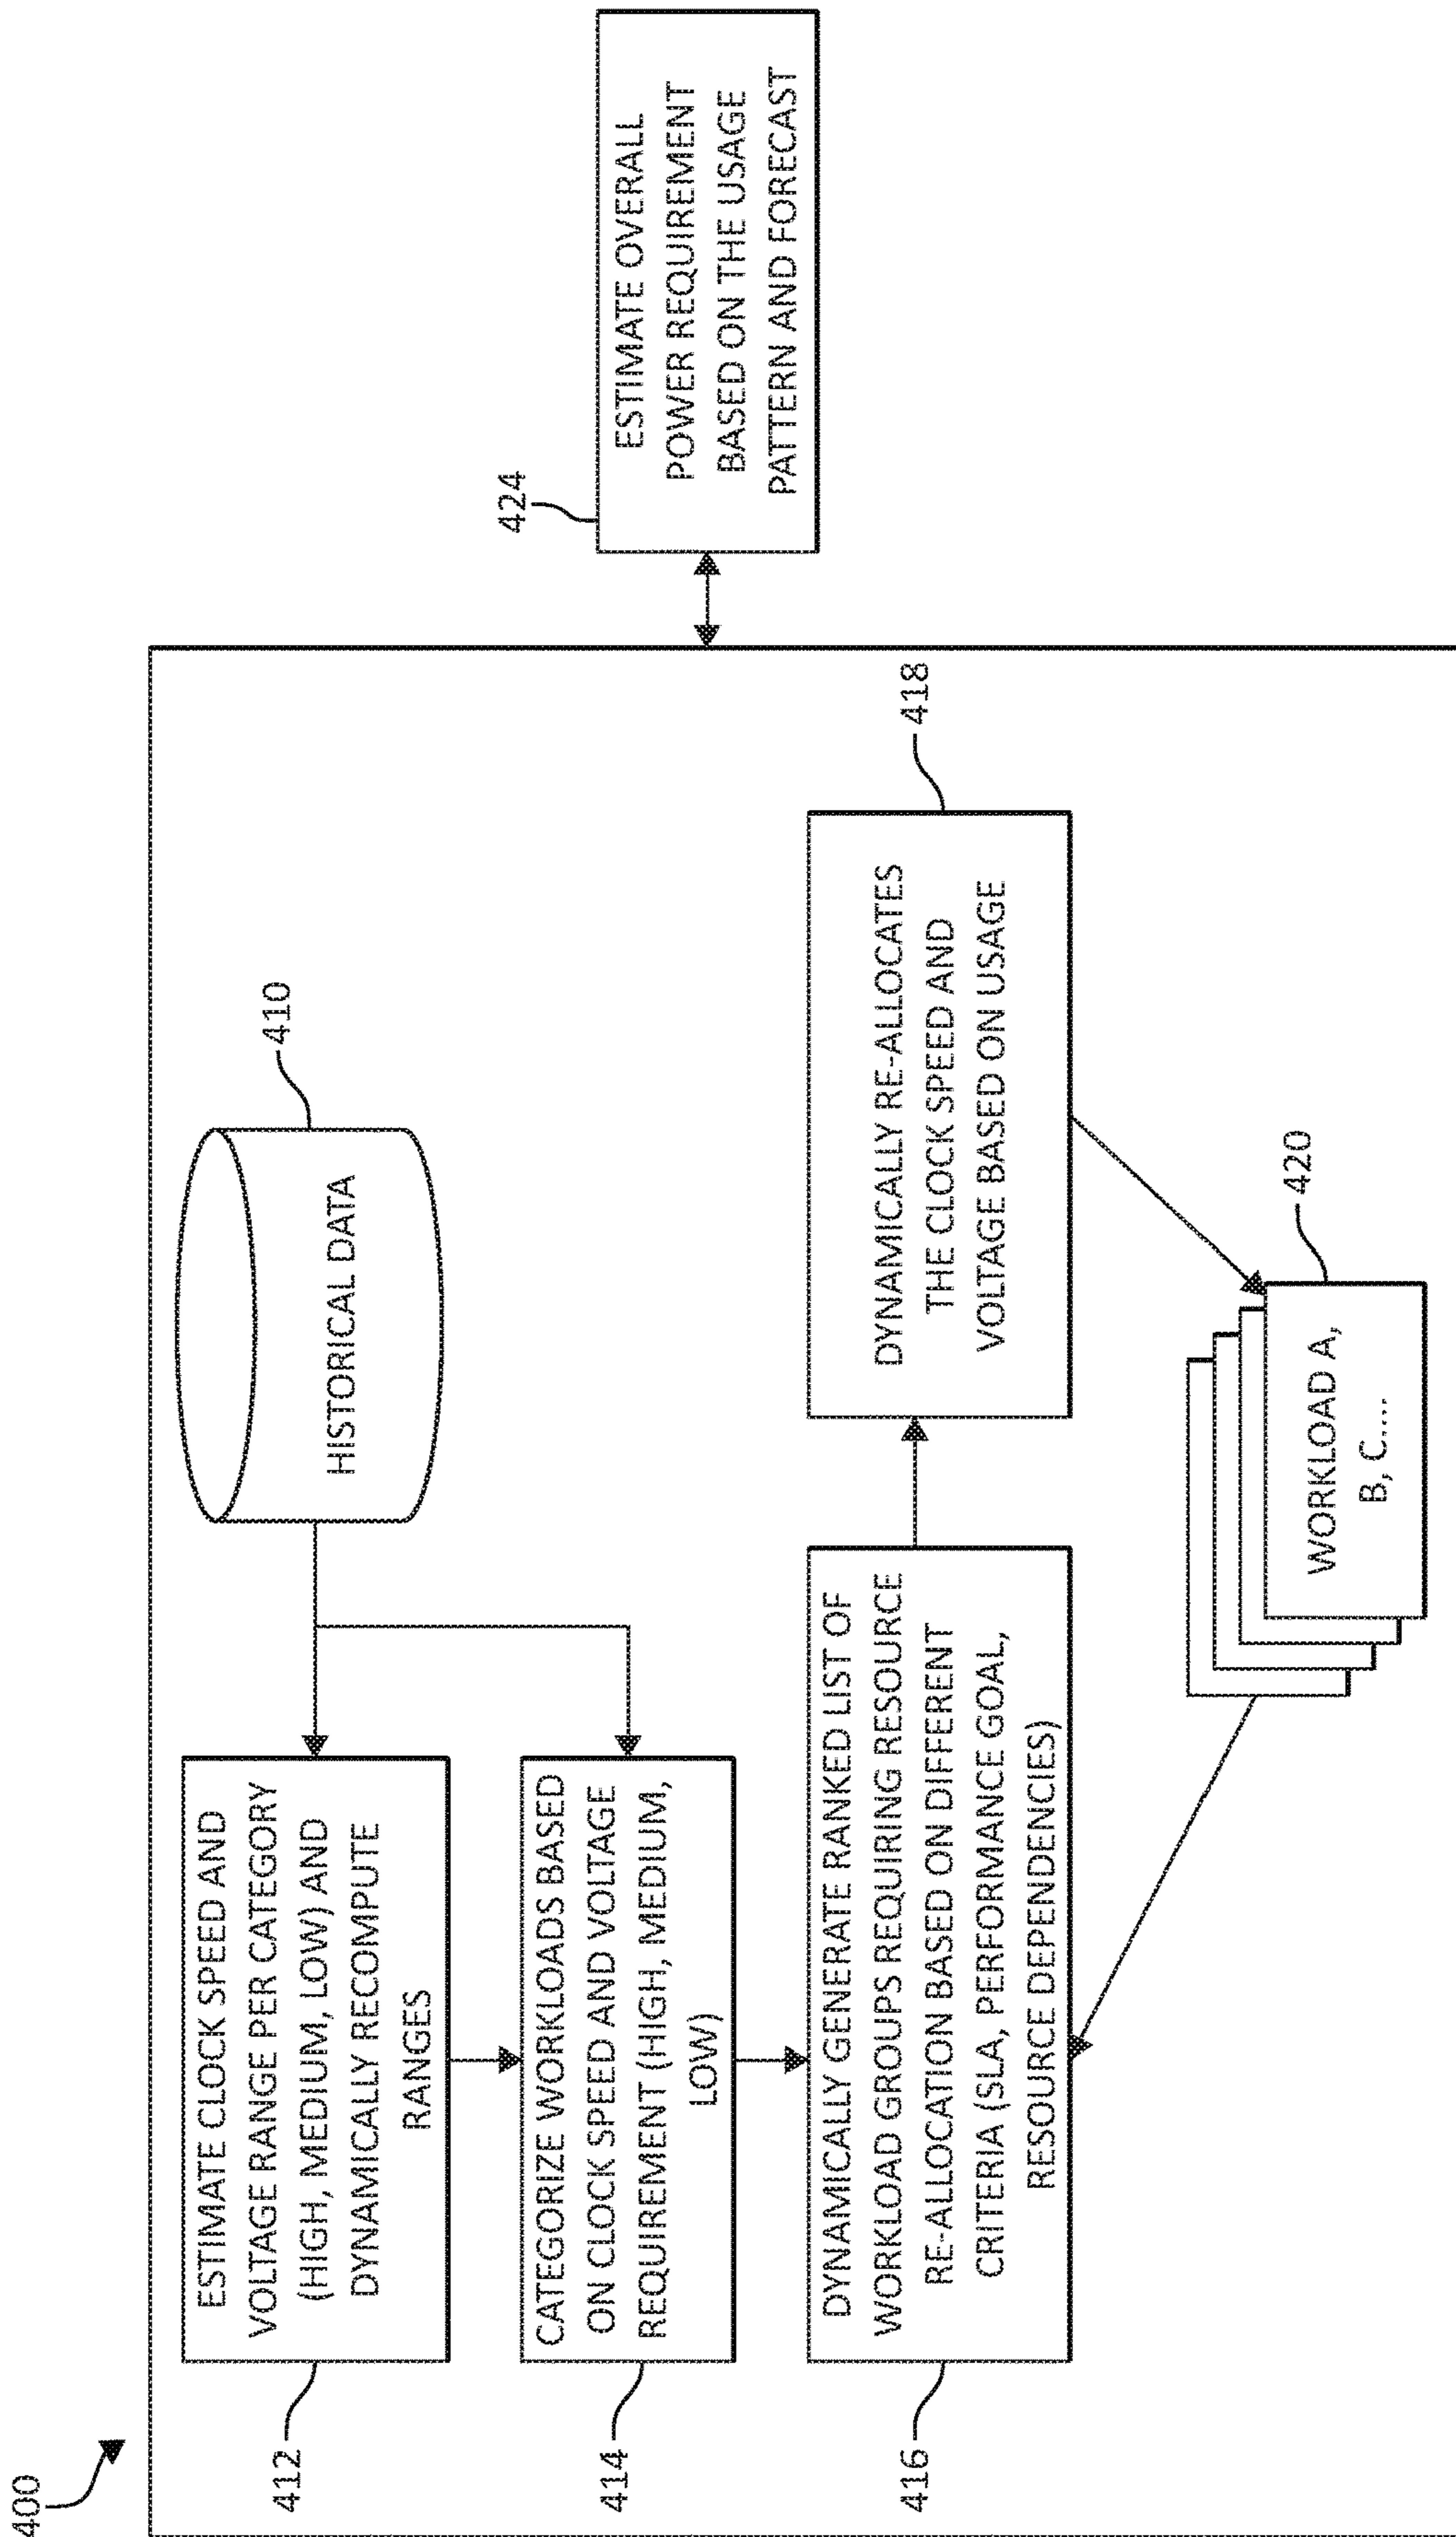 400
410
HISTORICAL DATA
412
ESTIMATE CLOCK SPEED AND
VOLTAGE RANGE PER CATEGORY
(HIGH, MEDIUM, LOW) AND
DYNAMICALLY RECOMPUTE
RANGES
414
CATEGORIZE WORKLOADS BASED
ON CLOCK SPEED AND VOLTAGE
REQUIREMENT (HIGH, MEDIUM,
LOW)
416
DYNAMICALLY GENERATE RANKED LIST OF
WORKLOAD GROUPS REQUIRING RESOURCE
RE-ALLOCATION BASED ON DIFFERENT
CRITERIA (SLA, PERFORMANCE GOAL,
RESOURCE DEPENDENCIES)
418
DYNAMICALLY RE-ALLOCATES
THE CLOCK SPEED AND
VOLTAGE BASED ON USAGE
420
WORKLOAD A,
B, C....
424
ESTIMATE OVERALL
POWER REQUIREMENT
BASED ON THE USAGE
PATTERN AND FORECAST